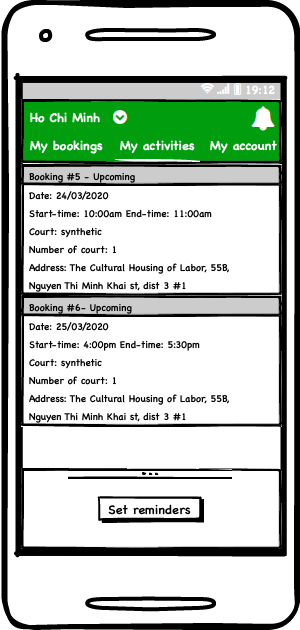 19:12
Ho Chi Minh
My bookings My activities My account
Booking #5 - Upcoming
Date: 24/03/2020
Start-time: 10:00am End-time: 11:00am
Court: synthetic
Number of court: 1
Address: The Cultural Housing of Labor, 55B,
Nguyen Thi Minh Khai st, dist 3 #1
Booking #6- Upcoming
Date: 25/03/2020
Start-time: 4:00pm End-time: 5:30pm
Court: synthetic
Number of court: 1
Address: The Cultural Housing of Labor, 55B,
Nguyen Thi Minh Khai st, dist 3 #1
Set reminders